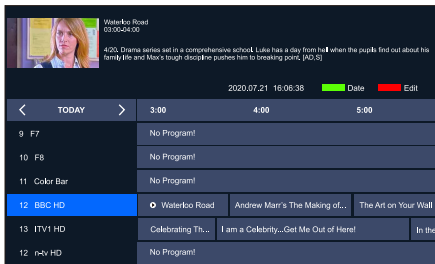 Waterloo Road
03:00-04:00
4/20. Drama series set in a comprehensive school. Luke has a day from hell when the pupils find out about his
family life and Max's tough discipline pushes him to breaking point. [AD,S]
2020.07.21 16:06:38 Date Edit
TODAY 3:00 4:00 5:00
9 F7 No Program!
10 F8 No Program!
11 Color Bar No Program!
12 BBC HD Waterloo Road Andrew Marr's The Making of... The Art on Your Wall
13 ITV1 HD Celebrating Th... I am a Celebrity...Get Me Out of Here! In the
12 n-tv HD No Program!